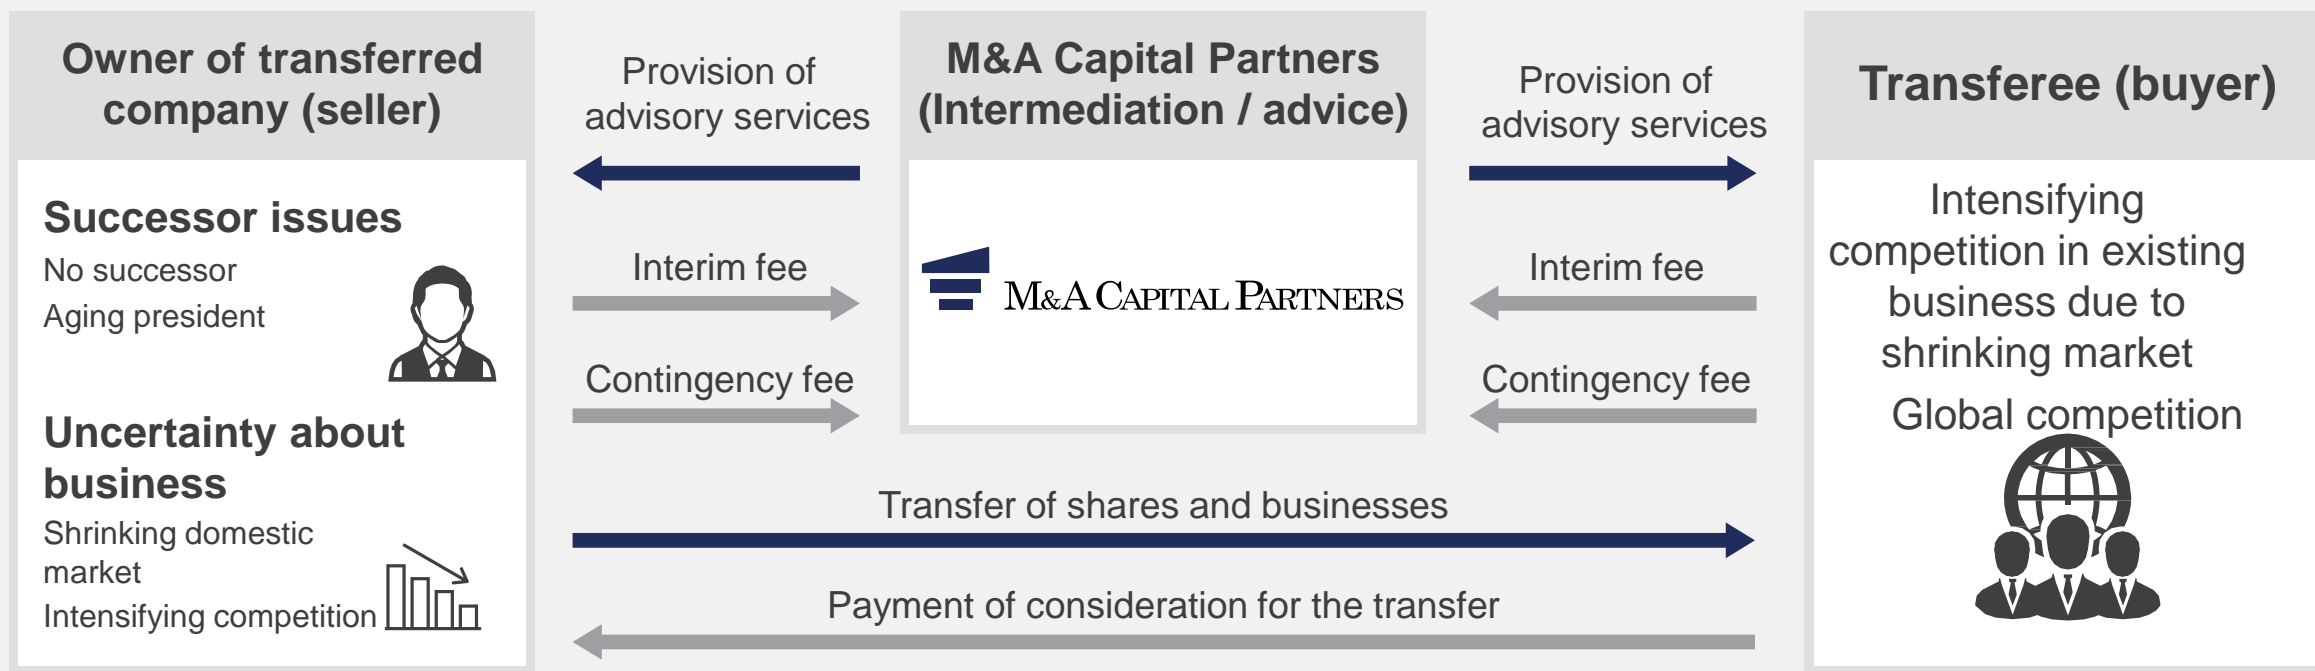 Owner of transferred
company (seller)
Successor issues
No successor
Aging president
Uncertainty about
business
Shrinking domestic
market
Intensifying competition
Provision of
advisory services
Interim fee
Contingency fee
M&A Capital Partners
(Intermediation / advice)
M&A CAPITAL PARTNERS
Provision of
advisory services
Interim fee
Contingency fee
Transfer of shares and businesses
Payment of consideration for the transfer
Transferee (buyer)
Intensifying
competition in existing
business due to
shrinking market
Global competition